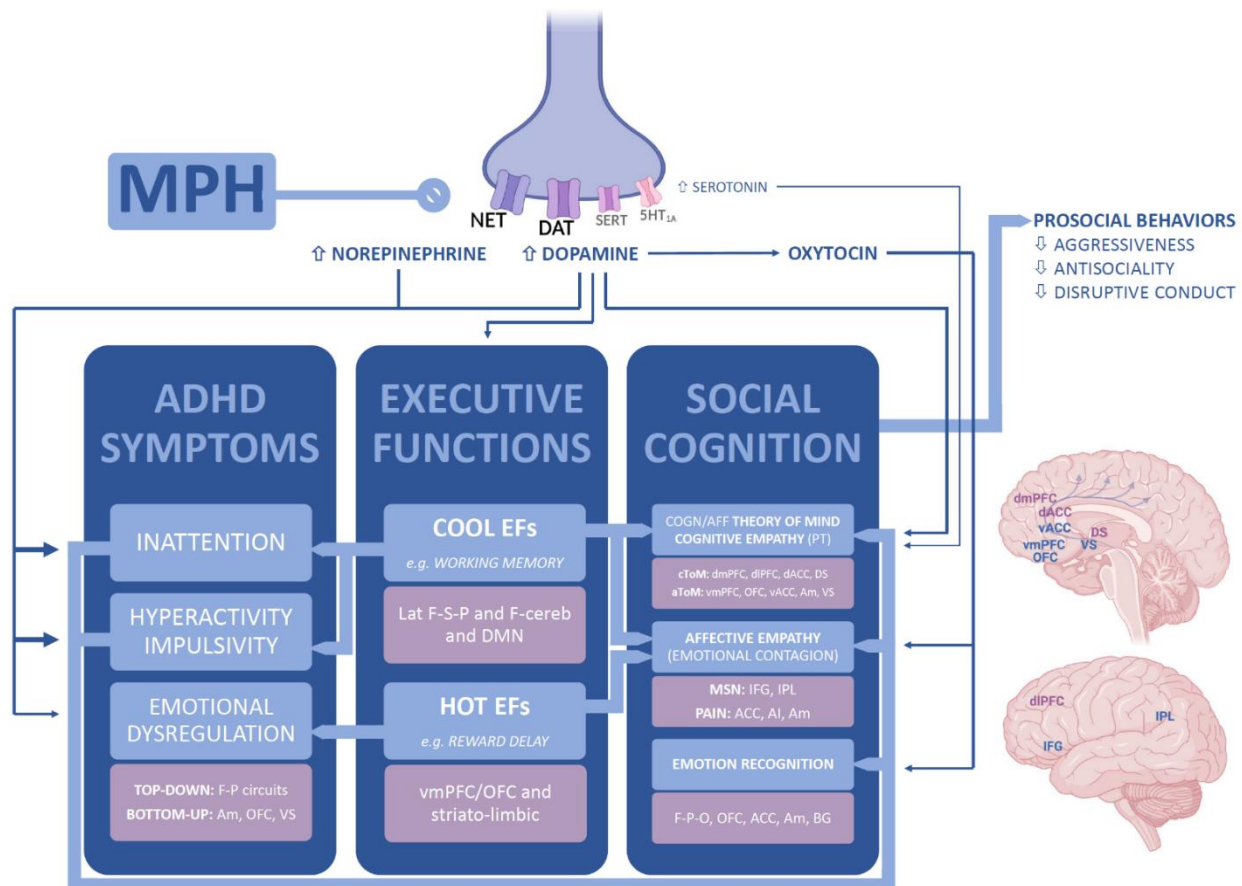 MPH
NET
DAT
SERT
5HT1A
⇧ SEROTONIN
⇧ NOREPINEPHRINE
⇧ DOPAMINE
OXYTOCIN
PROSOCIAL BEHAVIORS
⇩ AGGRESSIVENESS
⇩ ANTISOCIALITY
⇩ DISRUPTIVE CONDUCT
ADHD
SYMPTOMS
INATTENTION
HYPERACTIVITY
IMPULSIVITY
EMOTIONAL
DYSREGULATION
TOP-DOWN: F-P circuits
BOTTOM-UP: Am, OFC, VS
EXECUTIVE
FUNCTIONS
COOL EFs
e.g. WORKING MEMORY
Lat F-S-P and F-cereb
and DMN
HOT EFs
e.g. REWARD DELAY
vmPFC/OFC and
striato-limbic
SOCIAL
COGNITION
COGN/AFF THEORY OF MIND
COGNITIVE EMPATHY (PT)
cToM: dmPFC, dlPFC, dACC, DS
aToM: vmPFC, OFC, vACC, Am, VS
AFFECTIVE EMPATHY
(EMOTIONAL CONTAGION)
MSN: IFG, IPL
PAIN: ACC, AI, Am
EMOTION RECOGNITION
F-P-O, OFC, ACC, Am, BG
dmPFC
dACC
vACC
DS
vmPFC
VS
OFC
dlPFC
IPL
IFG